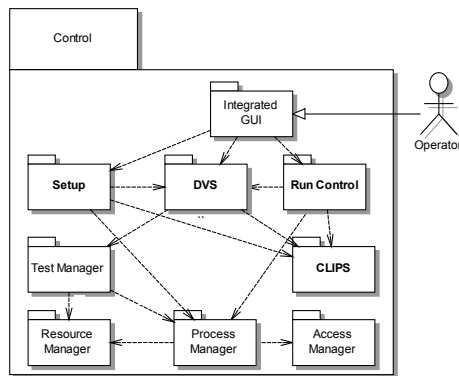 Control
Integrated
GUI
Operator
Setup
DVS
Run Control
Test Manager
CLIPS
Resource
Manager
Process
Manager
Access
Manager